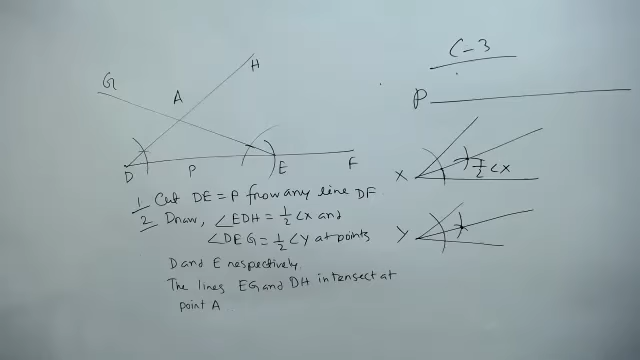 C-3
G
H
A
P
D
P
E
F
X
1/2 <X
Y
1/ Cut DE = P from any line DF
2/ Draw, ∠EDH = 1/2 <X and
∠DEG = 1/2 <Y at points
D and E respectively.
The lines EG and DH intersect at
point A